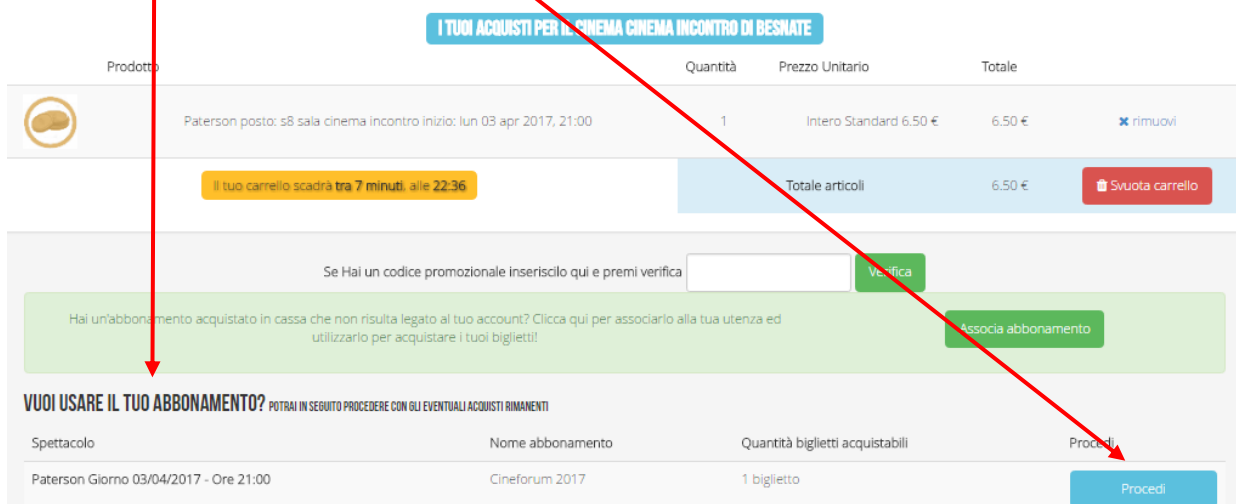 I TUOI ACQUISTI PER IL CINEMA CINEMA INCONTRO DI BESNATE
Prodotto Quantità Prezzo Unitario Totale
Paterson posto: s8 sala cinema incontro inizio: lun 03 apr 2017, 21:00 1 Intero Standard 6.50 € 6.50 € rimuovi
Il tuo carrello scadrà tra 7 minuti, alle 22:36 Totale articoli 6.50 € Svuota carrello
Se Hai un codice promozionale inseriscilo qui e premi verifica Verifica
Hai un'abbonamento acquistato in cassa che non risulta legato al tuo account? Clicca qui per associarlo alla tua utenza ed
utilizzarlo per acquistare i tuoi biglietti!
Associa abbonamento
VUOI USARE IL TUO ABBONAMENTO? POTRAI IN SEGUITO PROCEDERE CON GLI EVENTUALI ACQUISTI RIMANENTI
Spettacolo Nome abbonamento Quantità biglietti acquistabili Procedi
Paterson Giorno 03/04/2017 - Ore 21:00 Cineforum 2017 1 biglietto Procedi